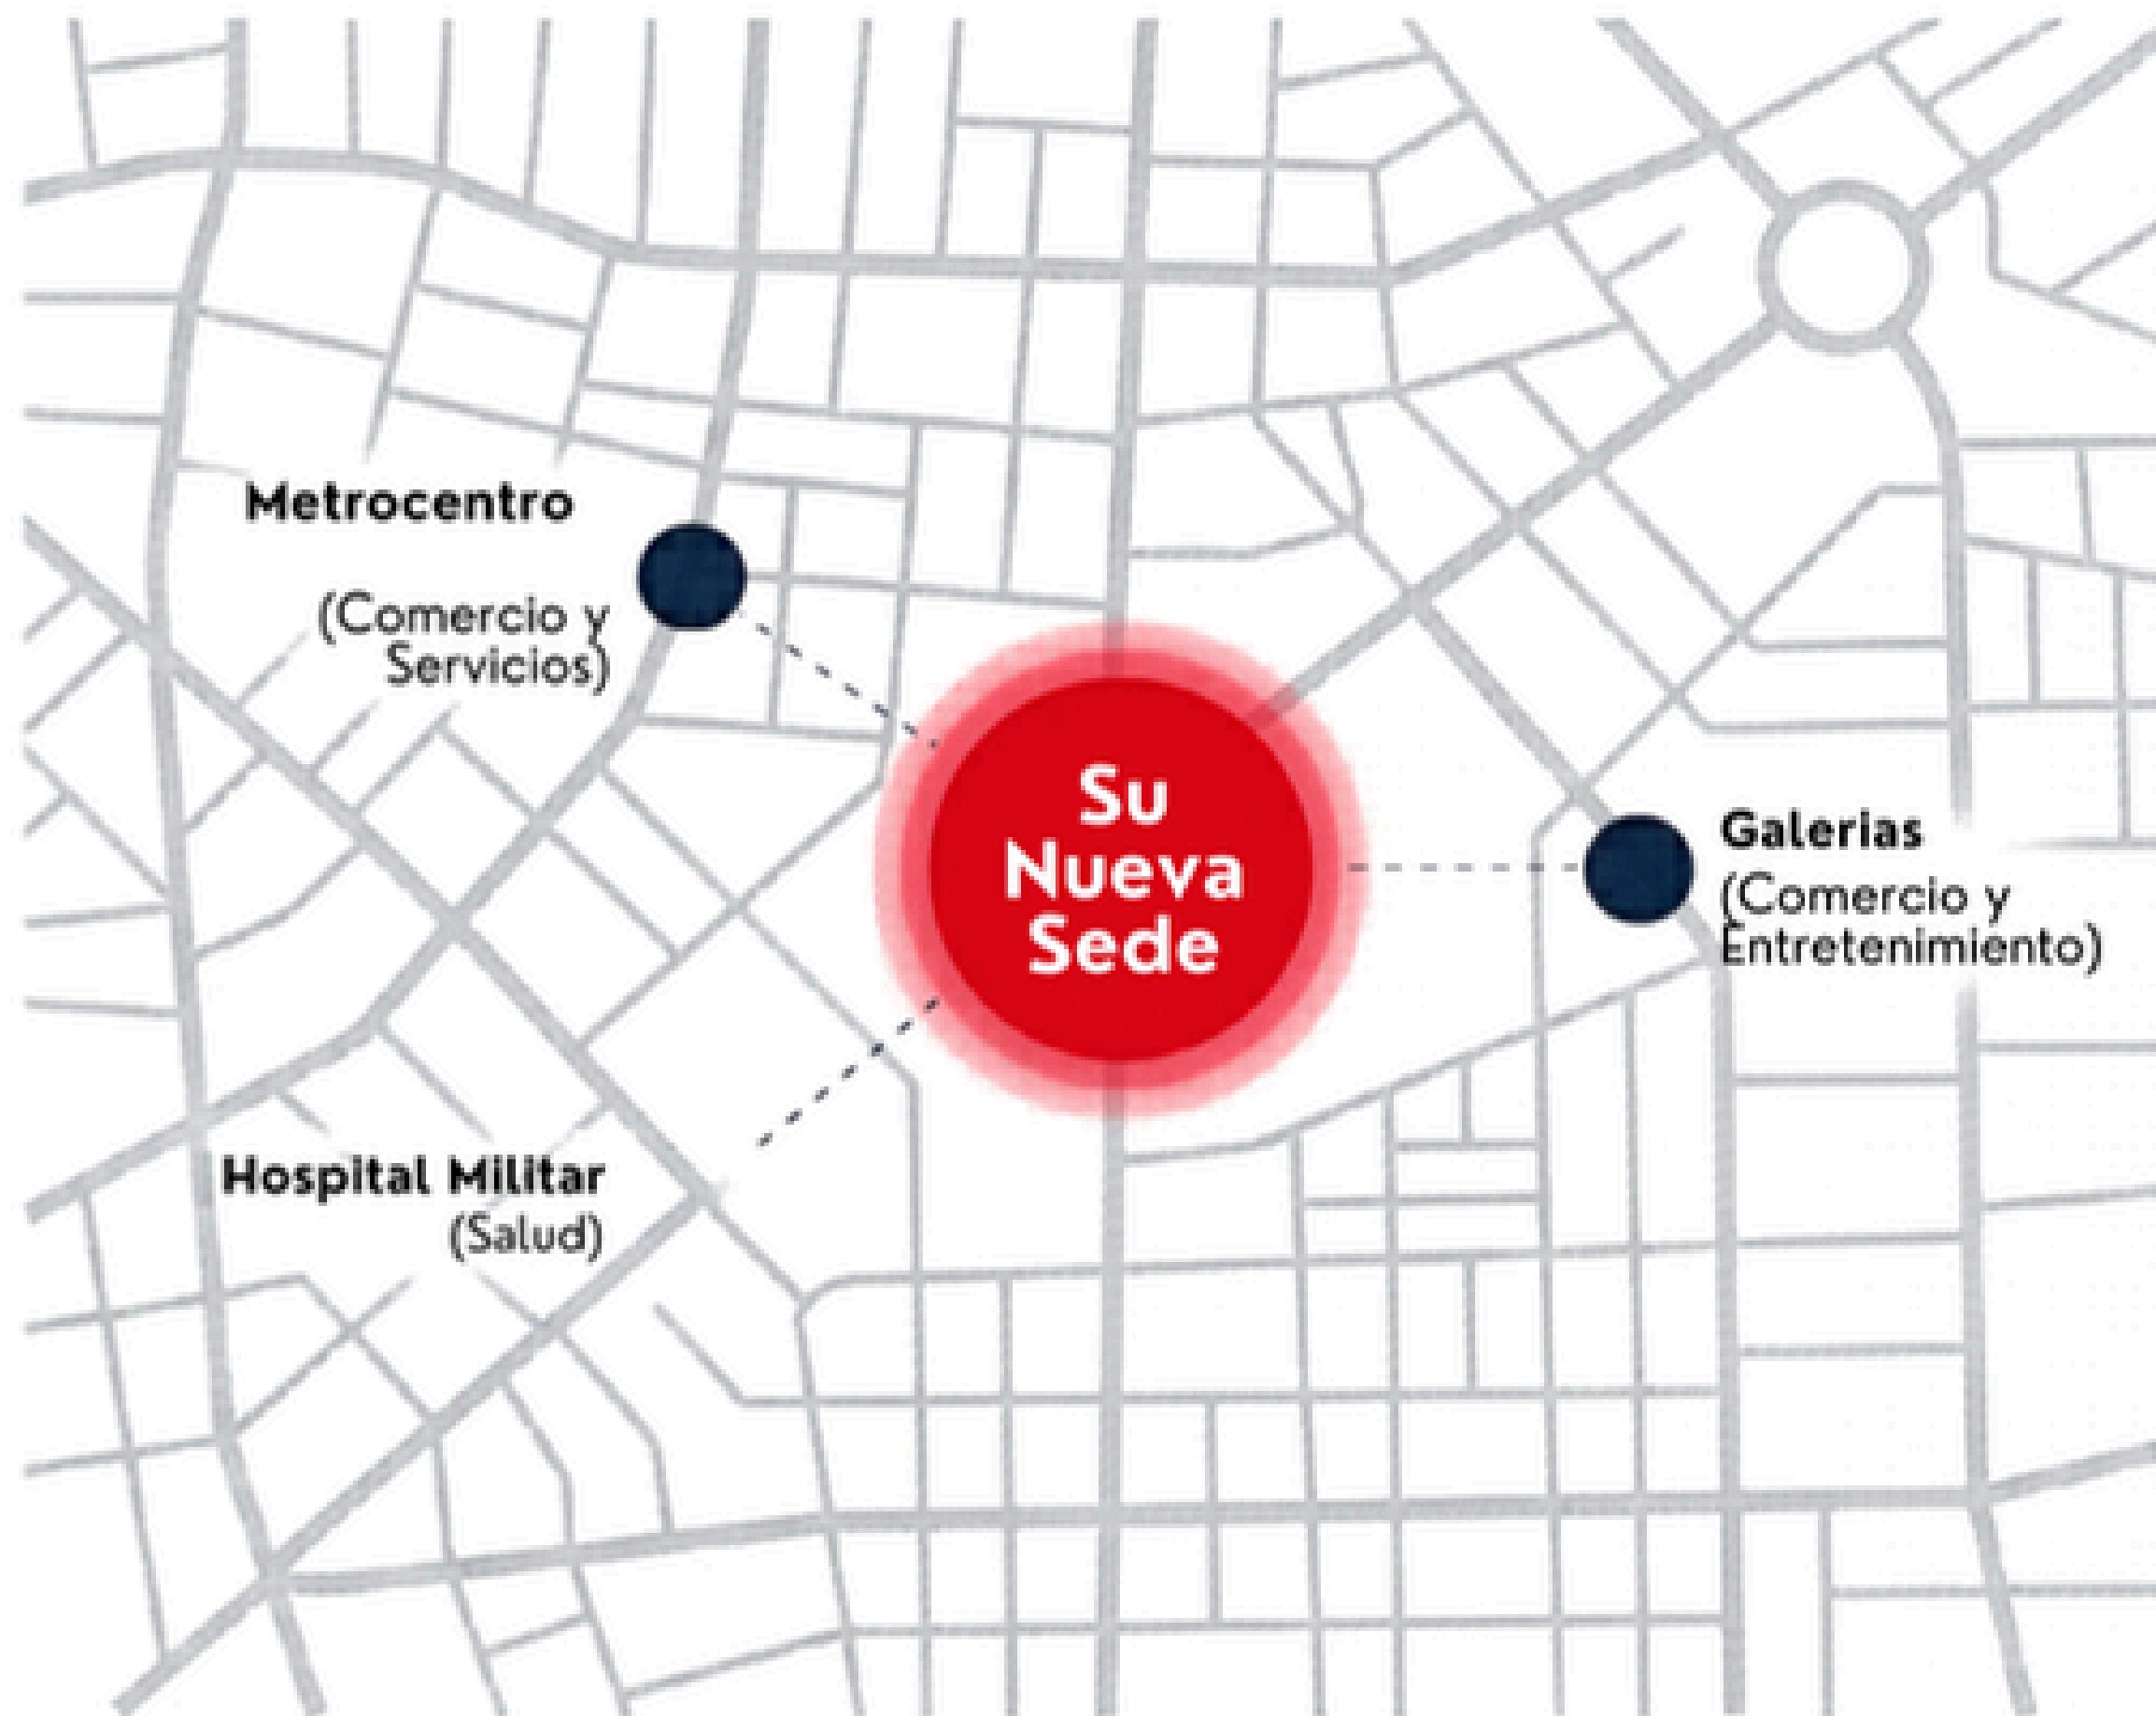 Metrocentro
(Comercio y
Servicios)
Su
Nueva
Sede
Galerias
(Comercio y
Entretenimiento)
Hospital Militar
(Salud)